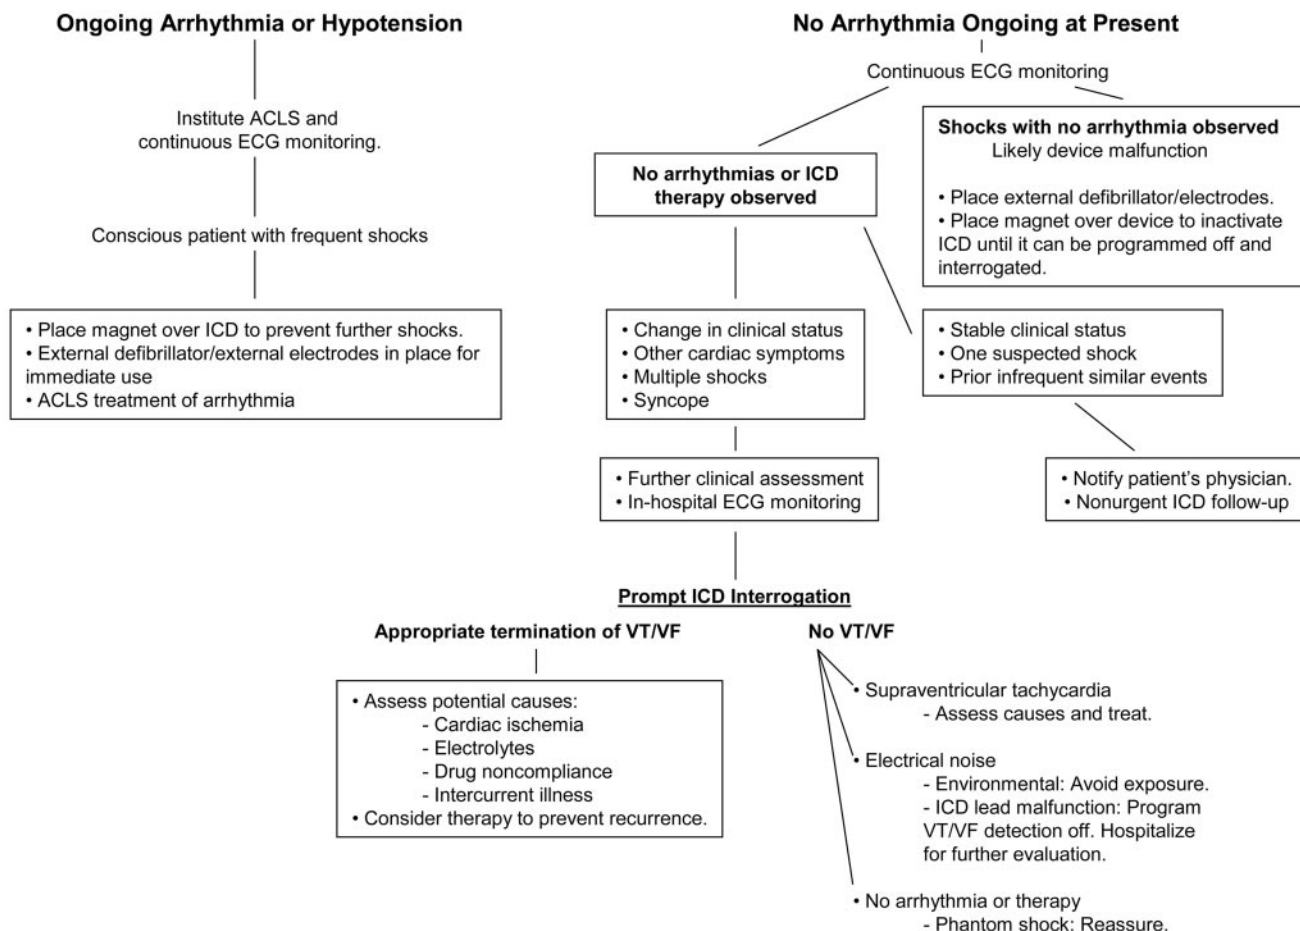 Ongoing Arrhythmia or Hypotension
Institute ACLS and
continuous ECG monitoring.
Conscious patient with frequent shocks
• Place magnet over ICD to prevent further shocks.
• External defibrillator/external electrodes in place for
immediate use
• ACLS treatment of arrhythmia
No Arrhythmia Ongoing at Present
Continuous ECG monitoring
No arrhythmias or ICD
therapy observed
Shocks with no arrhythmia observed
Likely device malfunction
• Place external defibrillator/electrodes.
• Place magnet over device to inactivate
ICD until it can be programmed off and
interrogated.
• Change in clinical status
• Other cardiac symptoms
• Multiple shocks
• Syncope
• Stable clinical status
• One suspected shock
• Prior infrequent similar events
• Further clinical assessment
• In-hospital ECG monitoring
• Notify patient's physician.
• Nonurgent ICD follow-up
Prompt ICD Interrogation
Appropriate termination of VT/VF
• Assess potential causes:
- Cardiac ischemia
- Electrolytes
- Drug noncompliance
- Intercurrent illness
• Consider therapy to prevent recurrence.
No VT/VF
• Supraventricular tachycardia
- Assess causes and treat.
• Electrical noise
- Environmental: Avoid exposure.
- ICD lead malfunction: Program
VT/VF detection off. Hospitalize
for further evaluation.
• No arrhythmia or therapy
- Phantom shock: Reassure.